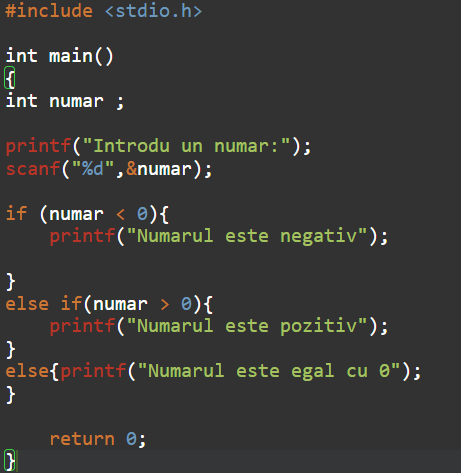 #include <stdio.h>
int main()
{
int numar ;
printf("Introdu un numar:");
scanf("%d",&numar);
if (numar < 0){
    printf("Numarul este negativ");
}
else if(numar > 0){
    printf("Numarul este pozitiv");
}
else{printf("Numarul este egal cu 0");
}
    return 0;
}